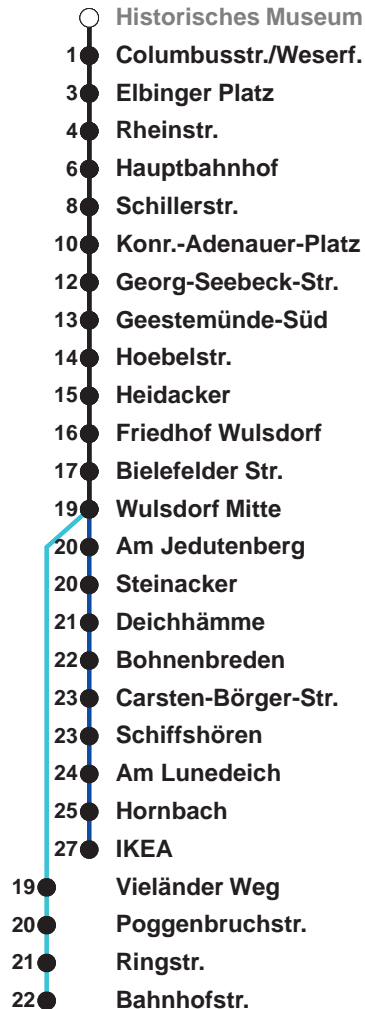 Historisches Museum
1 Columbusstr./Weserf.
3 Elbinger Platz
4 Rheinstr.
6 Hauptbahnhof
8 Schillerstr.
10 Konr.-Adenauer-Platz
12 Georg-Seebeck-Str.
13 Geestemünde-Süd
14 Hoebelstr.
15 Heidacker
16 Friedhof Wulsdorf
17 Bielefelder Str.
19 Wulsdorf Mitte
20 Am Jedutenberg
20 Steinacker
21 Deichhämme
22 Bohnenbreden
23 Carsten-Börger-Str.
23 Schiffshören
24 Am Lunedeich
25 Hornbach
27 IKEA
19 Vieländer Weg
20 Poggenbruchstr.
21 Ringstr.
22 Bahnhofstr.